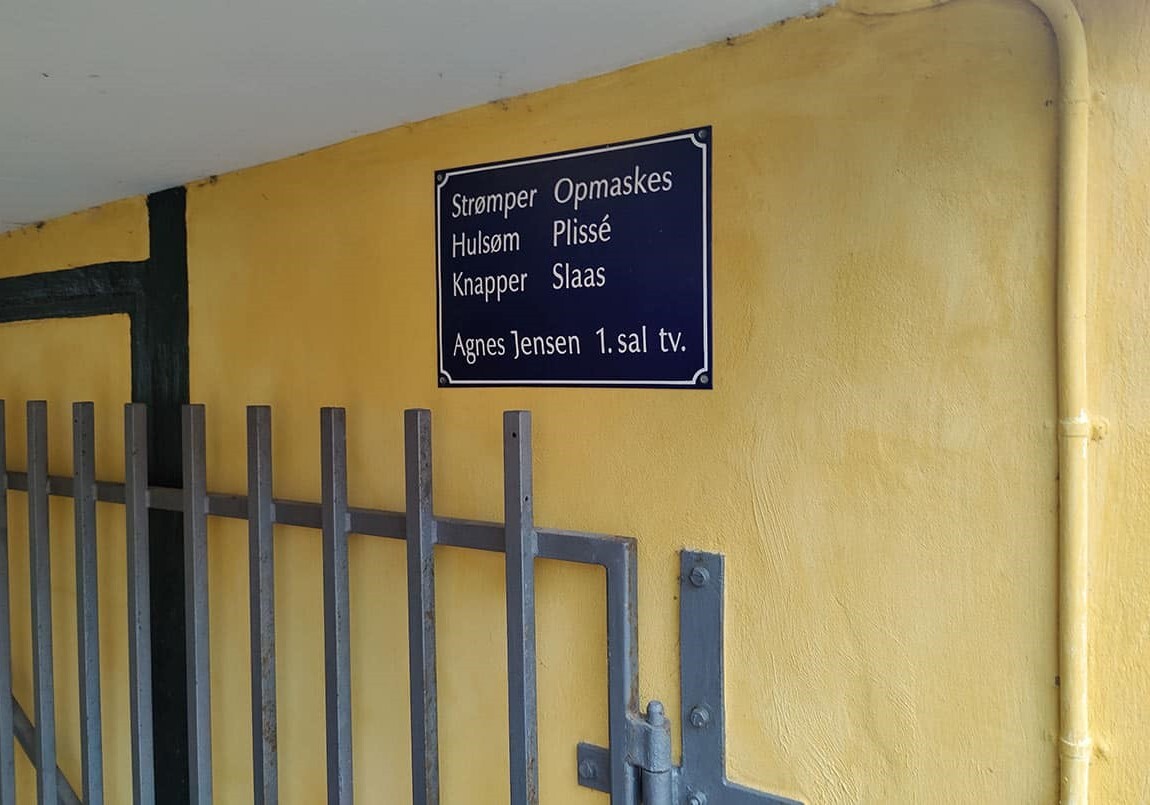 Strømper Opmaskes
Hulsøm Plissé
Knapper Slaas
Agnes Jensen 1. sal tv.